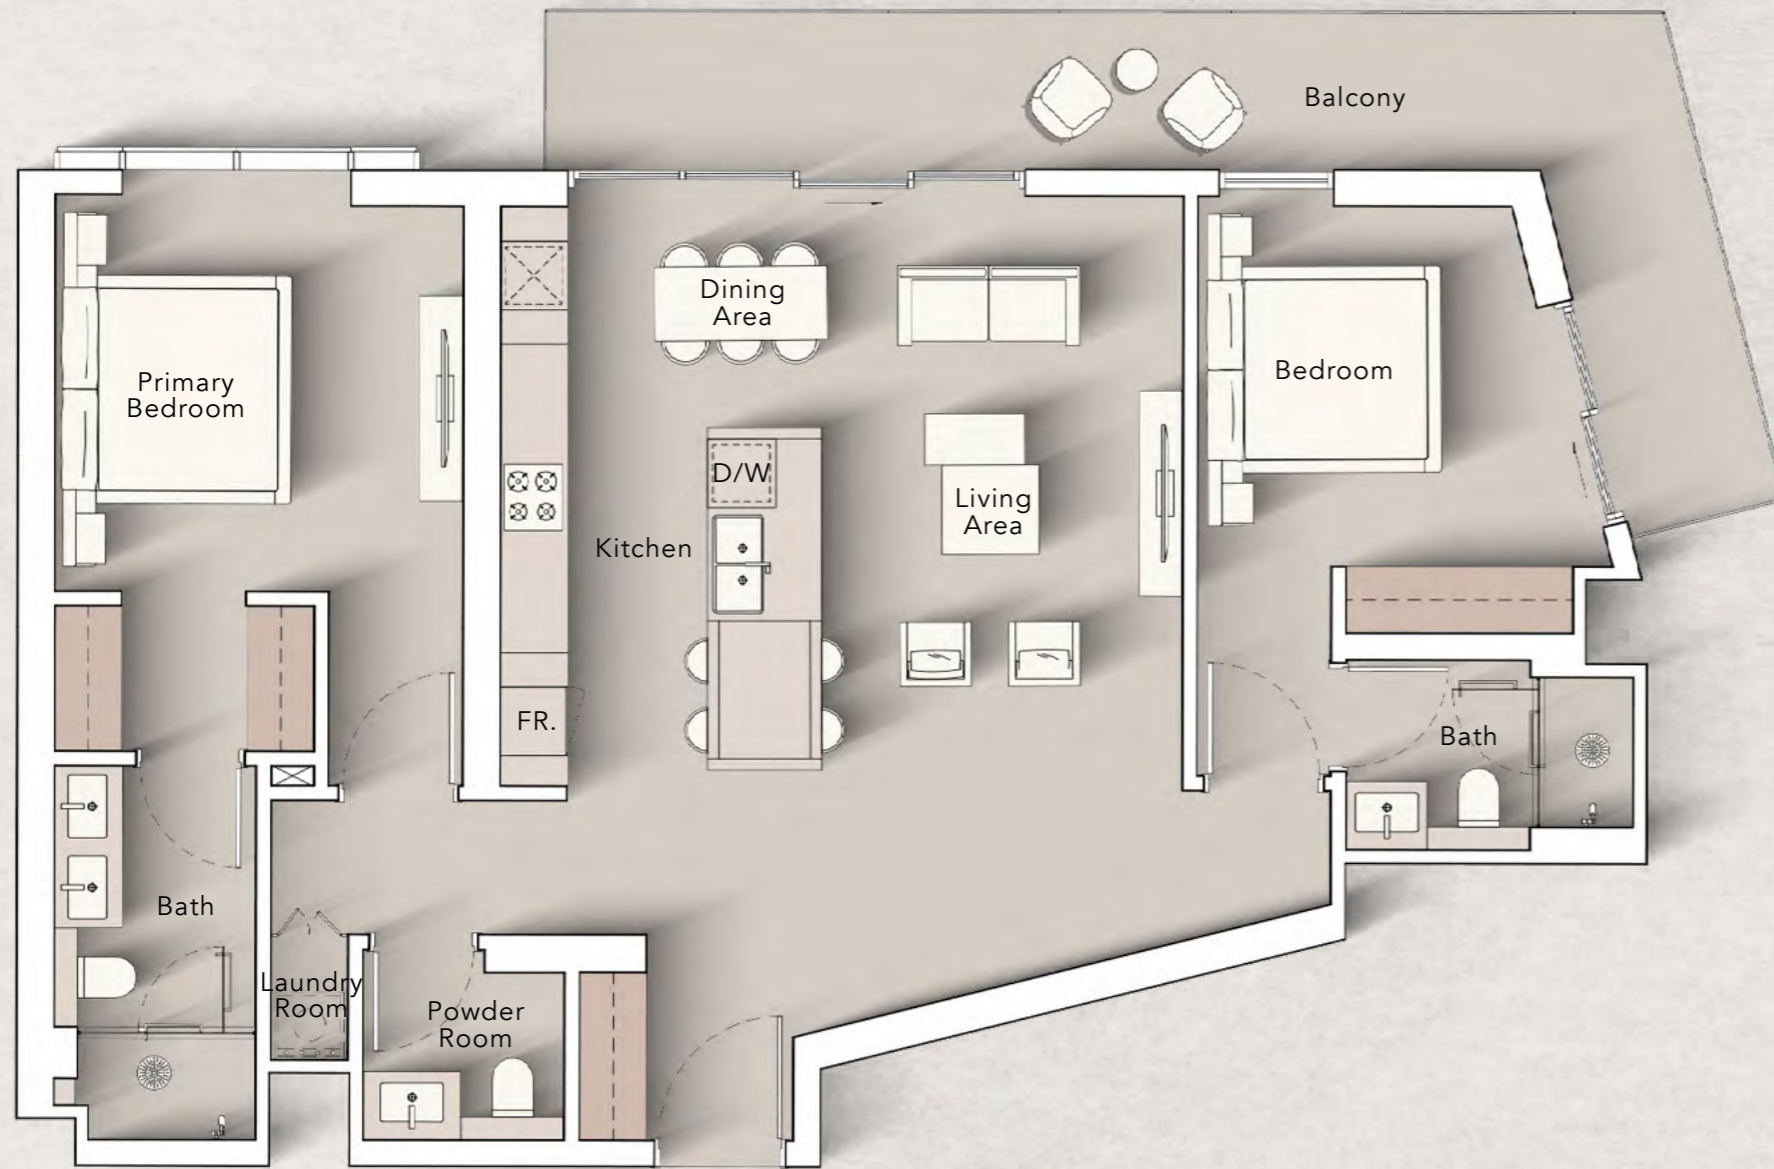 Balcony
Dining
Area
Primary
Bedroom
Bedroom
D/W
Living
Area
Kitchen
FR.
Bath
Bath
Laundry
Room
Powder
Room